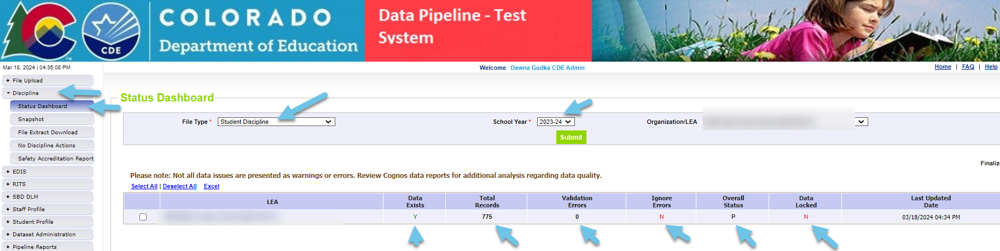 COLORADO
Department of Education
CDE
TM
Data Pipeline - Test
System
Mar 18, 2024 | 04:35:08 PM
Welcome Dawna Gudka CDE Admin
Home | FAQ | Help
+ File Upload
- Discipline
Status Dashboard
Snapshot
File Extract Download
No Discipline Actions
Safety Accreditation Report
+ EDIS
+ RITS
+ SBD DLM
+ Staff Profile
+ Student Profile
+ Dataset Administration
+ Pipeline Reports
Status Dashboard
File Type * Student Discipline School Year * 2023-24 Organization/LEA
Submit
Finalize
Please note: Not all data issues are presented as warnings or errors. Review Cognos data reports for additional analysis regarding data quality.
Select All | Deselect All Excel
LEA Data Exists Total Records Validation Errors Ignore Errors Overall Status Data Locked Last Updated Date
Y 775 0 N P N 03/18/2024 04:34 PM